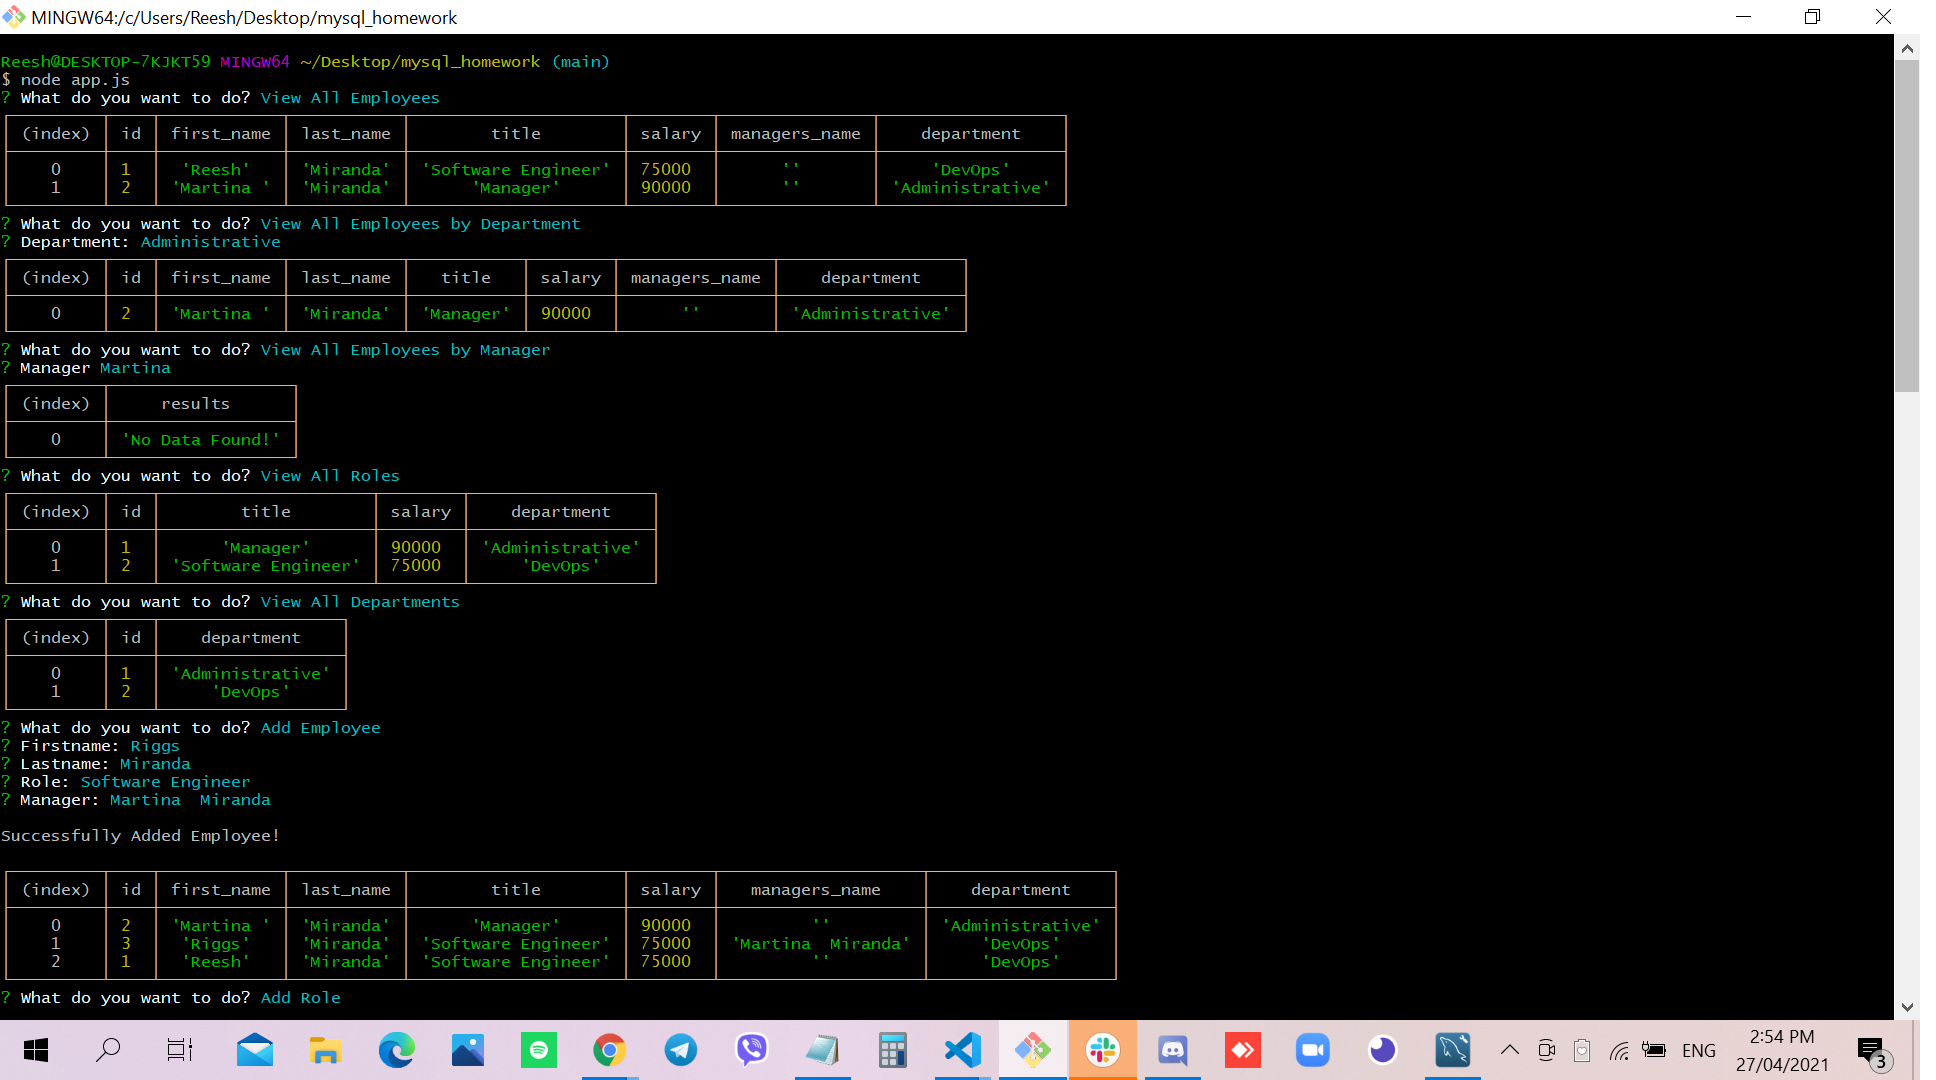 MINGW64:/c/Users/Reesh/Desktop/mysql_homework
Reesh@DESKTOP-7KJKT59 MINGW64 ~/Desktop/mysql_homework (main)
$ node app.js
? What do you want to do? View All Employees
(index) id first_name last_name title salary managers_name department
0 1 'Reesh' 'Miranda' 'Software Engineer' 75000 '' 'DevOps'
1 2 'Martina ' 'Miranda' 'Manager' 90000 '' 'Administrative'
? What do you want to do? View All Employees by Department
? Department: Administrative
(index) id first_name last_name title salary managers_name department
0 2 'Martina ' 'Miranda' 'Manager' 90000 '' 'Administrative'
? What do you want to do? View All Employees by Manager
? Manager Martina
(index) results
0 'No Data Found!'
? What do you want to do? View All Roles
(index) id title salary department
0 1 'Manager' 90000 'Administrative'
1 2 'Software Engineer' 75000 'DevOps'
? What do you want to do? View All Departments
(index) id department
0 1 'Administrative'
1 2 'DevOps'
? What do you want to do? Add Employee
? Firstname: Riggs
? Lastname: Miranda
? Role: Software Engineer
? Manager: Martina  Miranda
Successfully Added Employee!
(index) id first_name last_name title salary managers_name department
0 2 'Martina ' 'Miranda' 'Manager' 90000 '' 'Administrative'
1 3 'Riggs' 'Miranda' 'Software Engineer' 75000 'Martina  Miranda' 'DevOps'
2 1 'Reesh' 'Miranda' 'Software Engineer' 75000 '' 'DevOps'
? What do you want to do? Add Role
ENG
2:54 PM
27/04/2021
3